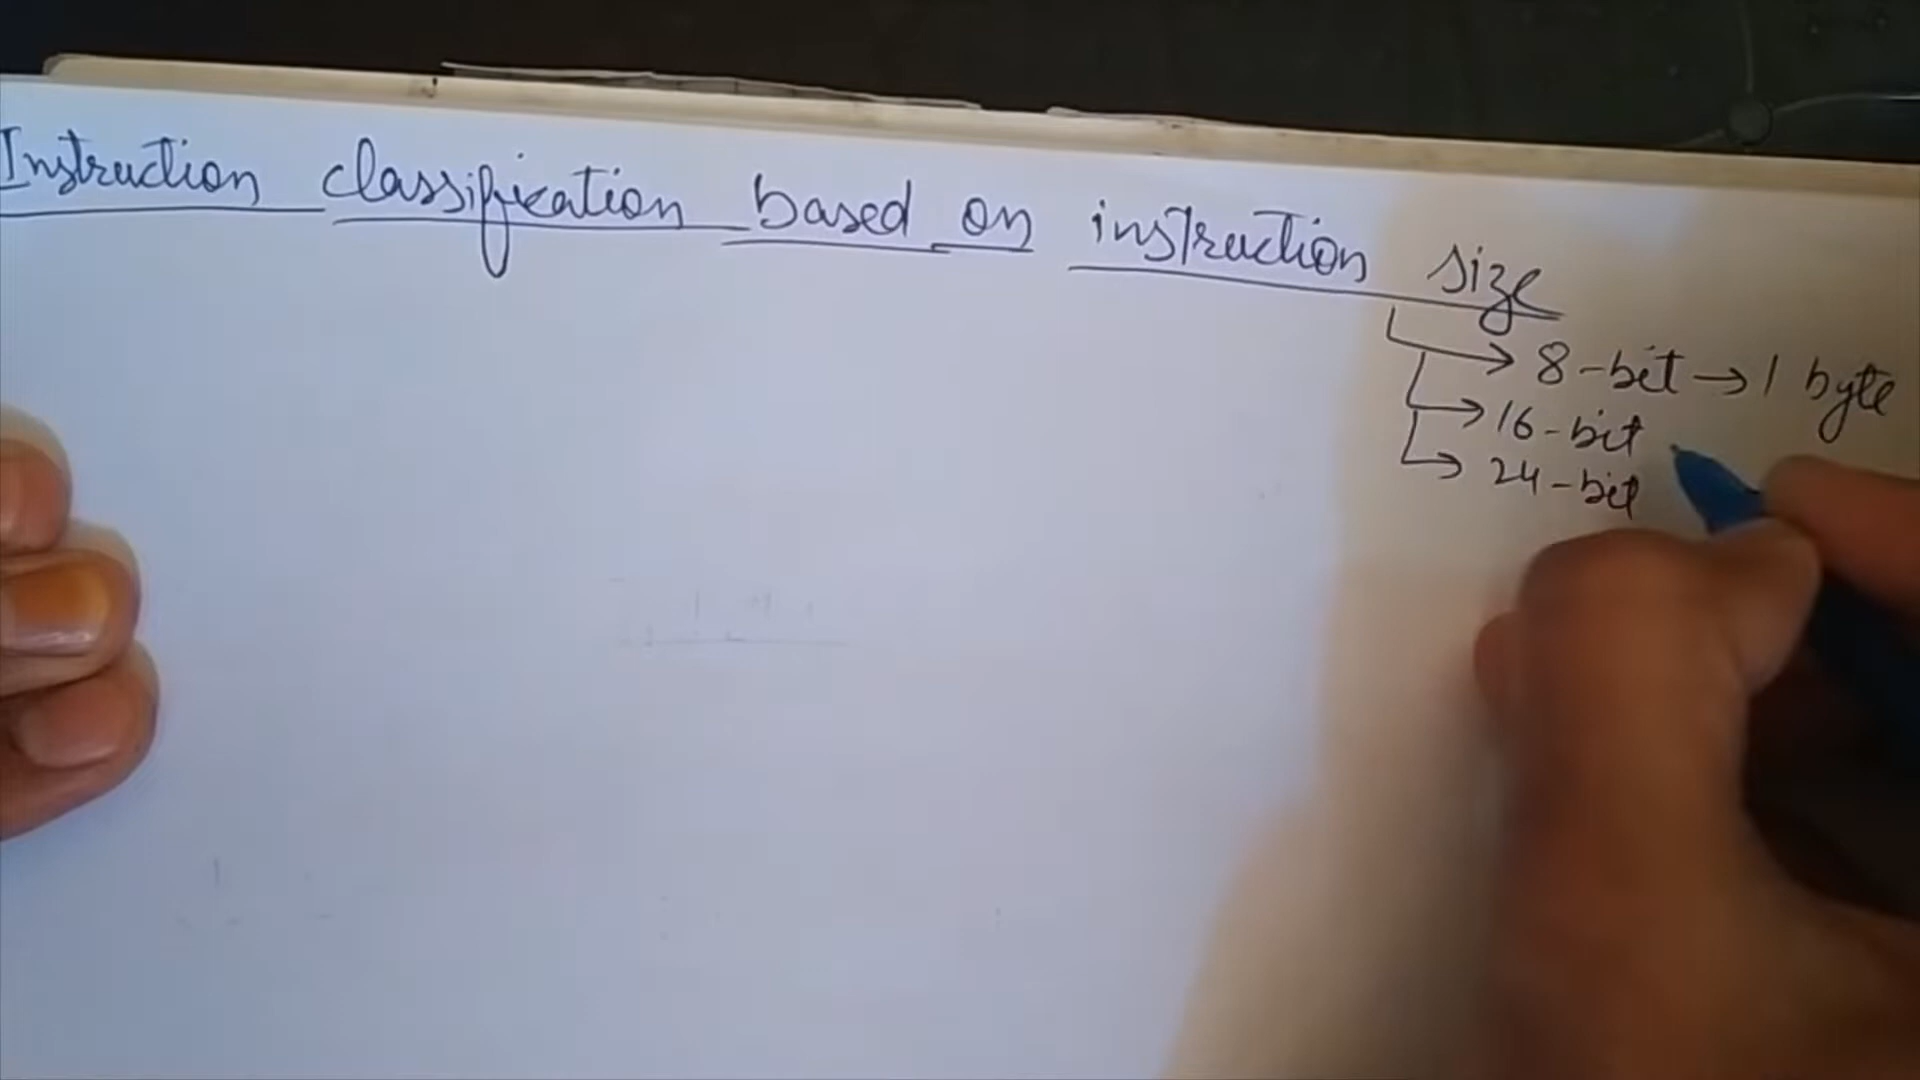 Instruction classification based on instruction size
→ 8-bit → 1 byte
→ 16-bit
→ 24-bit